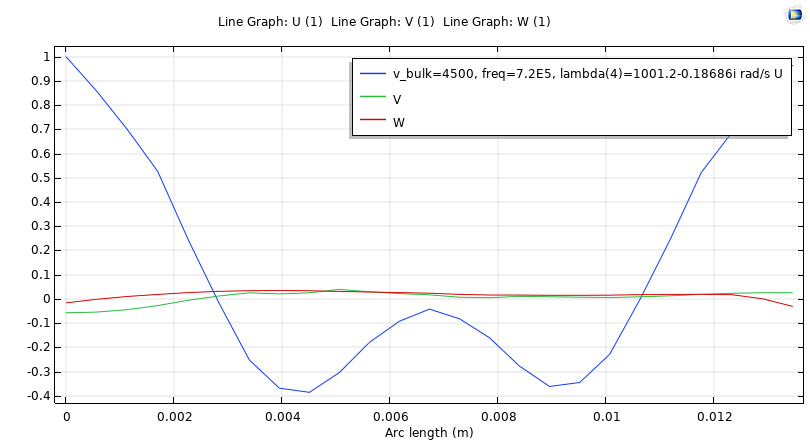 Line Graph: U (1)  Line Graph: V (1)  Line Graph: W (1)
v_bulk=4500, freq=7.2E5, lambda(4)=1001.2-0.18686i rad/s U
V
W
1
0.9
0.8
0.7
0.6
0.5
0.4
0.3
0.2
0.1
0
-0.1
-0.2
-0.3
-0.4
0 0.002 0.004 0.006 0.008 0.01 0.012
Arc length (m)